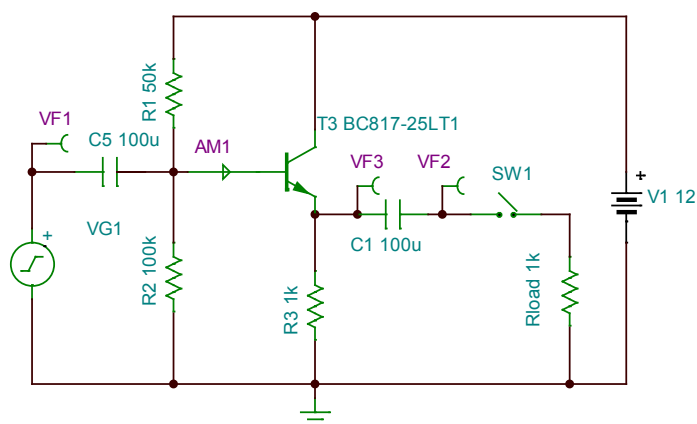 R1 50k
T3 BC817-25LT1
VF1
C5 100u
AM1
VF3
VF2
SW1
+
V1 12
VG1
+
C1 100u
R2 100k
R3 1k
Rload 1k